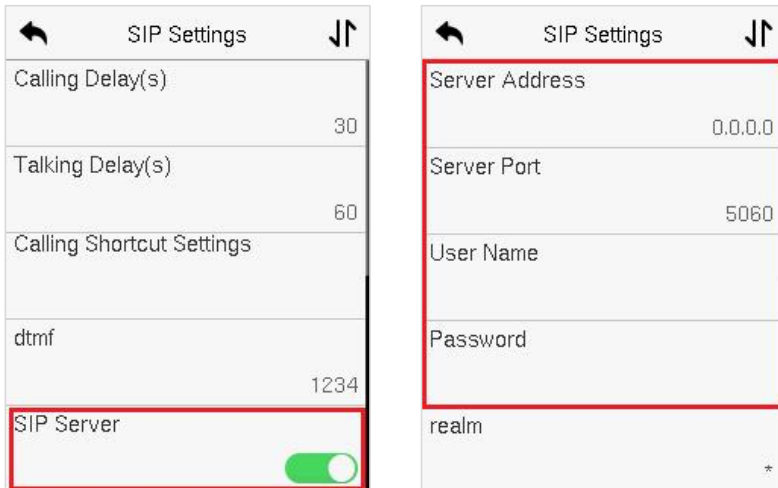 SIP Settings
Calling Delay(s)
30
Talking Delay(s)
60
Calling Shortcut Settings
dtmf
1234
SIP Server
SIP Settings
Server Address
0.0.0.0
Server Port
5060
User Name
Password
realm
*